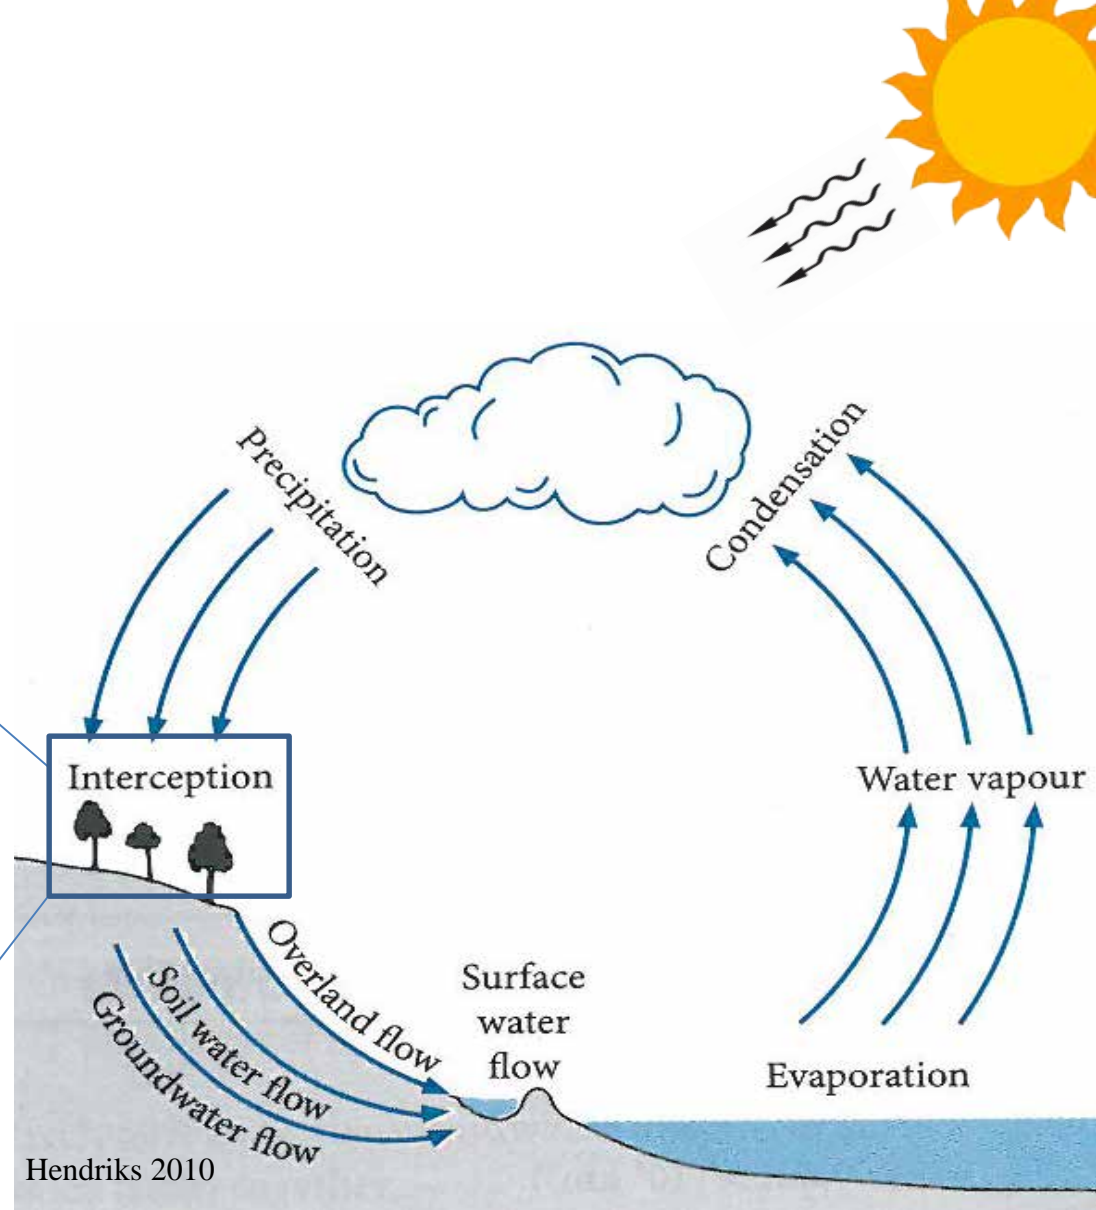 Precipitation
Condensation
Interception
Water vapour
Overland flow
Soil water flow
Groundwater flow
Surface
water
flow
Evaporation
Hendriks 2010